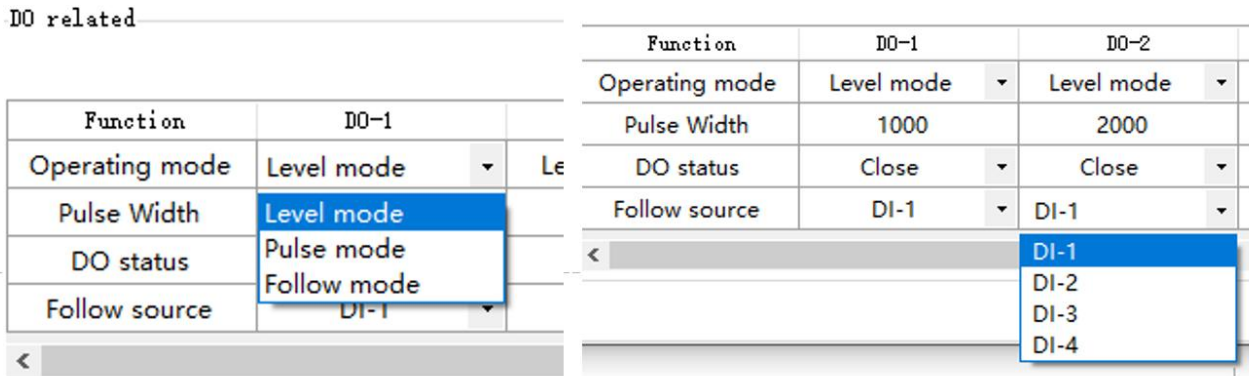 DO related
Function DO-1
Operating mode Level mode Le
Pulse Width Level mode
Pulse mode
DO status
Follow mode
Follow source DI-1
Function DO-1 DO-2
Operating mode Level mode Level mode
Pulse Width 1000 2000
DO status Close Close
Follow source DI-1 DI-1
DI-1
DI-2
DI-3
DI-4